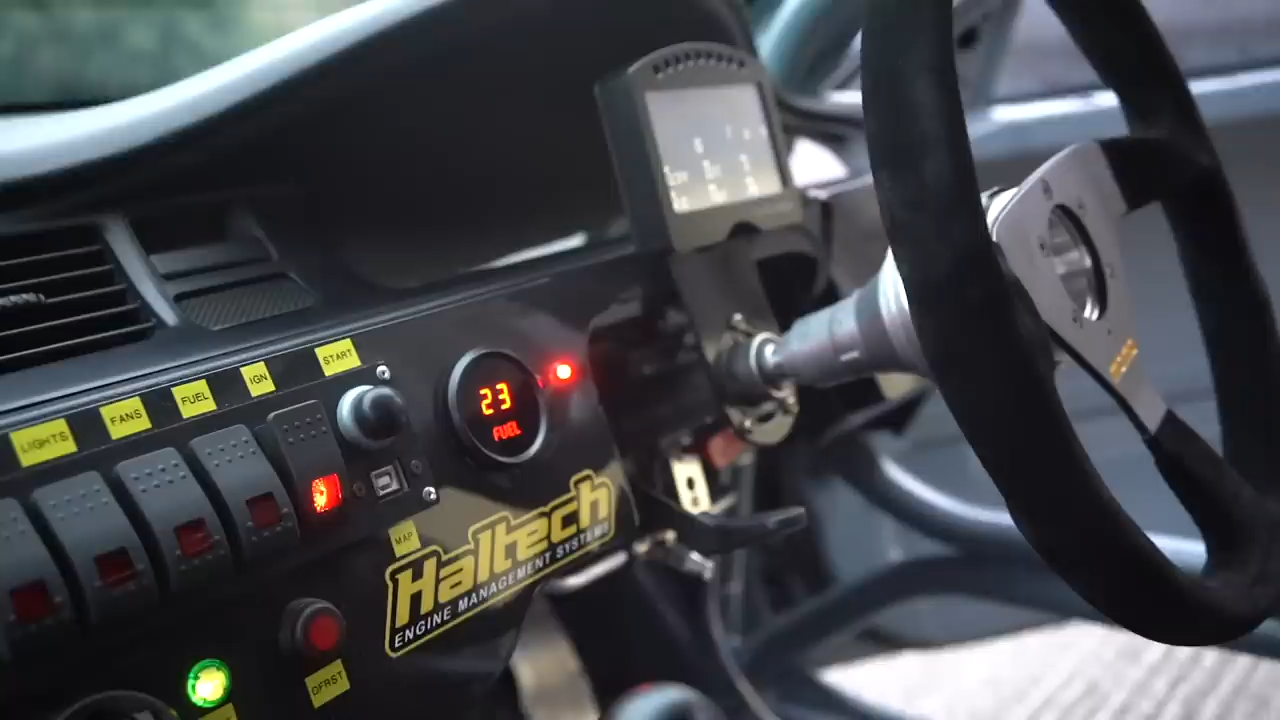 LIGHTS
FANS
FUEL
IGN
START
23
FUEL
MAP
Haltech
ENGINE MANAGEMENT SYSTEMS
DFRST